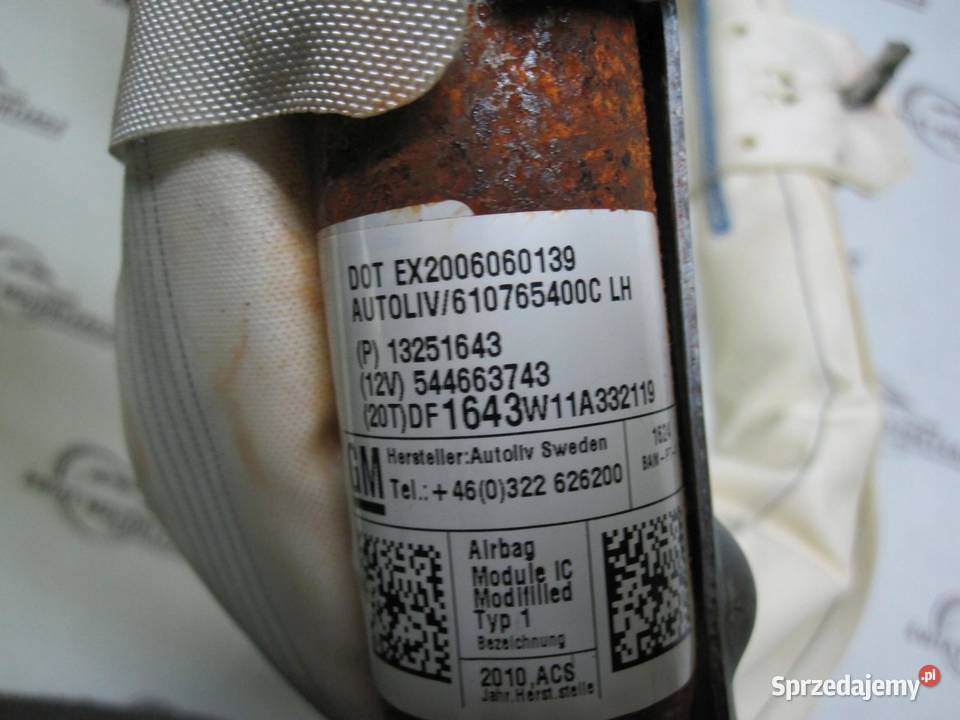 DOT EX2006060139
AUTOLIV/610765400C LH
(P) 13251643
(12V) 544663743
(20T)DF1643W11A332119
GM
Hersteller:Autoliv Sweden
Tel.: +46(0)322 626200
1624
Airbag
Module IC
Modifilled
Typ 1
Bezeichnung
2010,ACS
Jahr.Herst.stelle
Sprzedajemy.pl